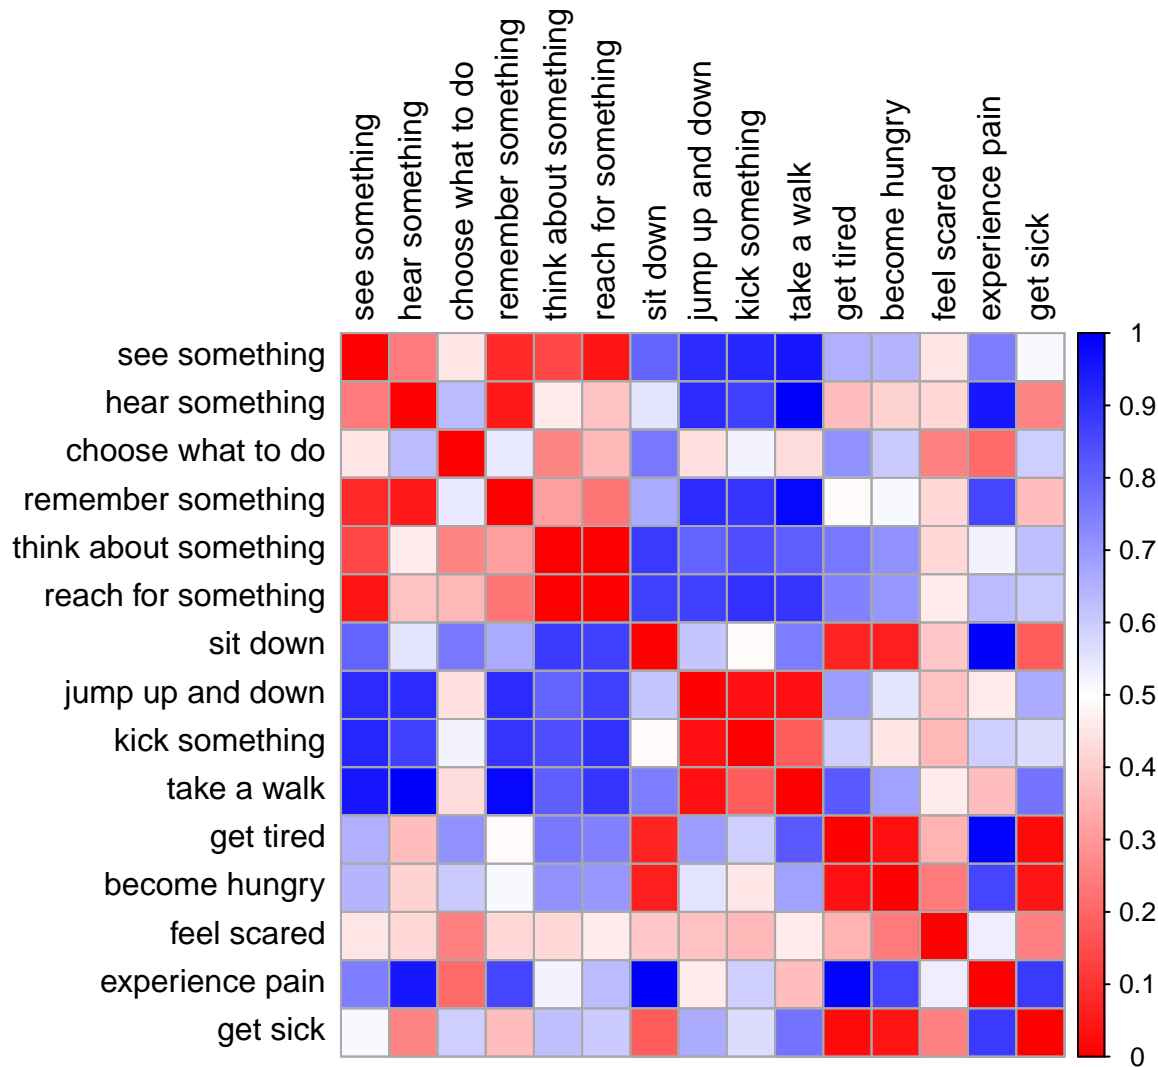 see something
hear something
choose what to do
remember something
think about something
reach for something
sit down
jump up and down
kick something
take a walk
get tired
become hungry
feel scared
experience pain
get sick
see something
hear something
choose what to do
remember something
think about something
reach for something
sit down
jump up and down
kick something
take a walk
get tired
become hungry
feel scared
experience pain
get sick
1
0.9
0.8
0.7
0.6
0.5
0.4
0.3
0.2
0.1
0